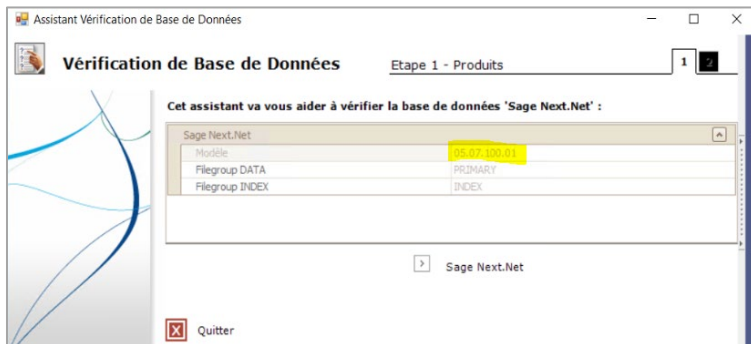 Assistant Vérification de Base de Données
Vérification de Base de Données
Etape 1 - Produits
1 2
Cet assistant va vous aider à vérifier la base de données 'Sage Next.Net' :
Sage Next.Net
Modèle 05.07.100.01
Filegroup DATA PRIMARY
Filegroup INDEX INDEX
Sage Next.Net
Quitter